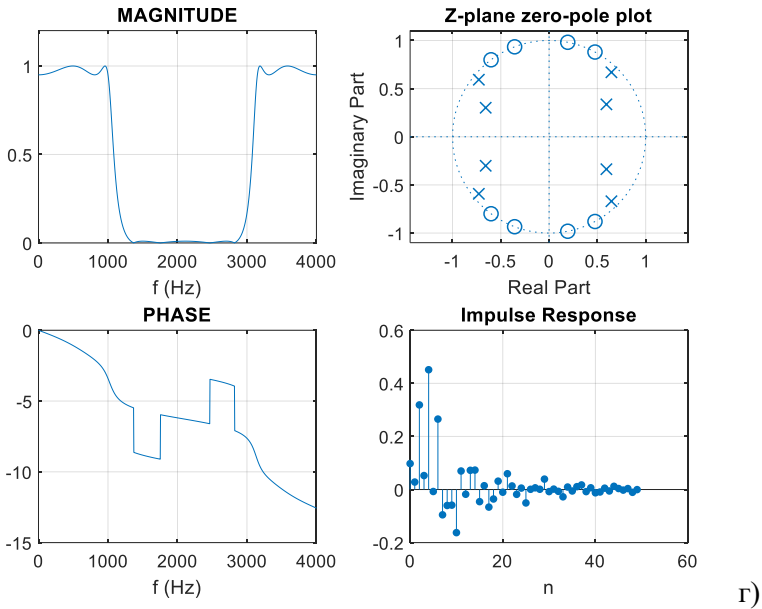 MAGNITUDE
1
0.5
0
0 1000 2000 3000 4000
f (Hz)
Z-plane zero-pole plot
Imaginary Part
1
0.5
0
-0.5
-1
-1 -0.5 0 0.5 1
Real Part
PHASE
0
-5
-10
-15
0 1000 2000 3000 4000
f (Hz)
Impulse Response
0.6
0.4
0.2
0
-0.2
0 20 40 60
n
г)